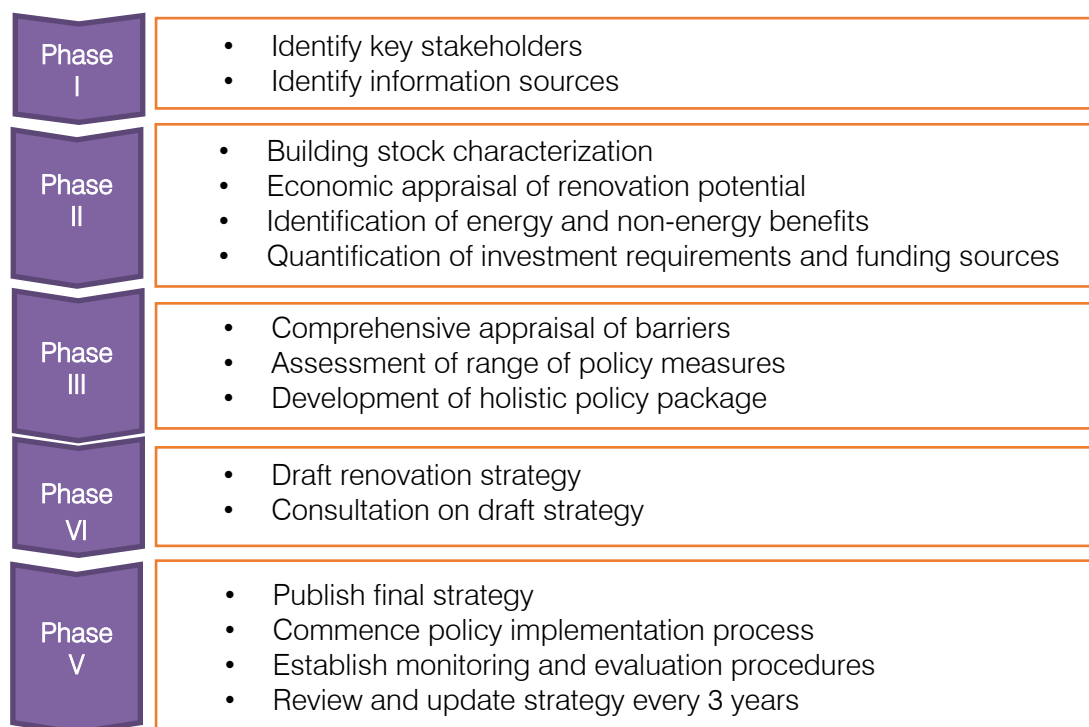 Phase
I
• Identify key stakeholders
• Identify information sources
Phase
II
• Building stock characterization
• Economic appraisal of renovation potential
• Identification of energy and non-energy benefits
• Quantification of investment requirements and funding sources
Phase
III
• Comprehensive appraisal of barriers
• Assessment of range of policy measures
• Development of holistic policy package
Phase
VI
• Draft renovation strategy
• Consultation on draft strategy
Phase
V
• Publish final strategy
• Commence policy implementation process
• Establish monitoring and evaluation procedures
• Review and update strategy every 3 years